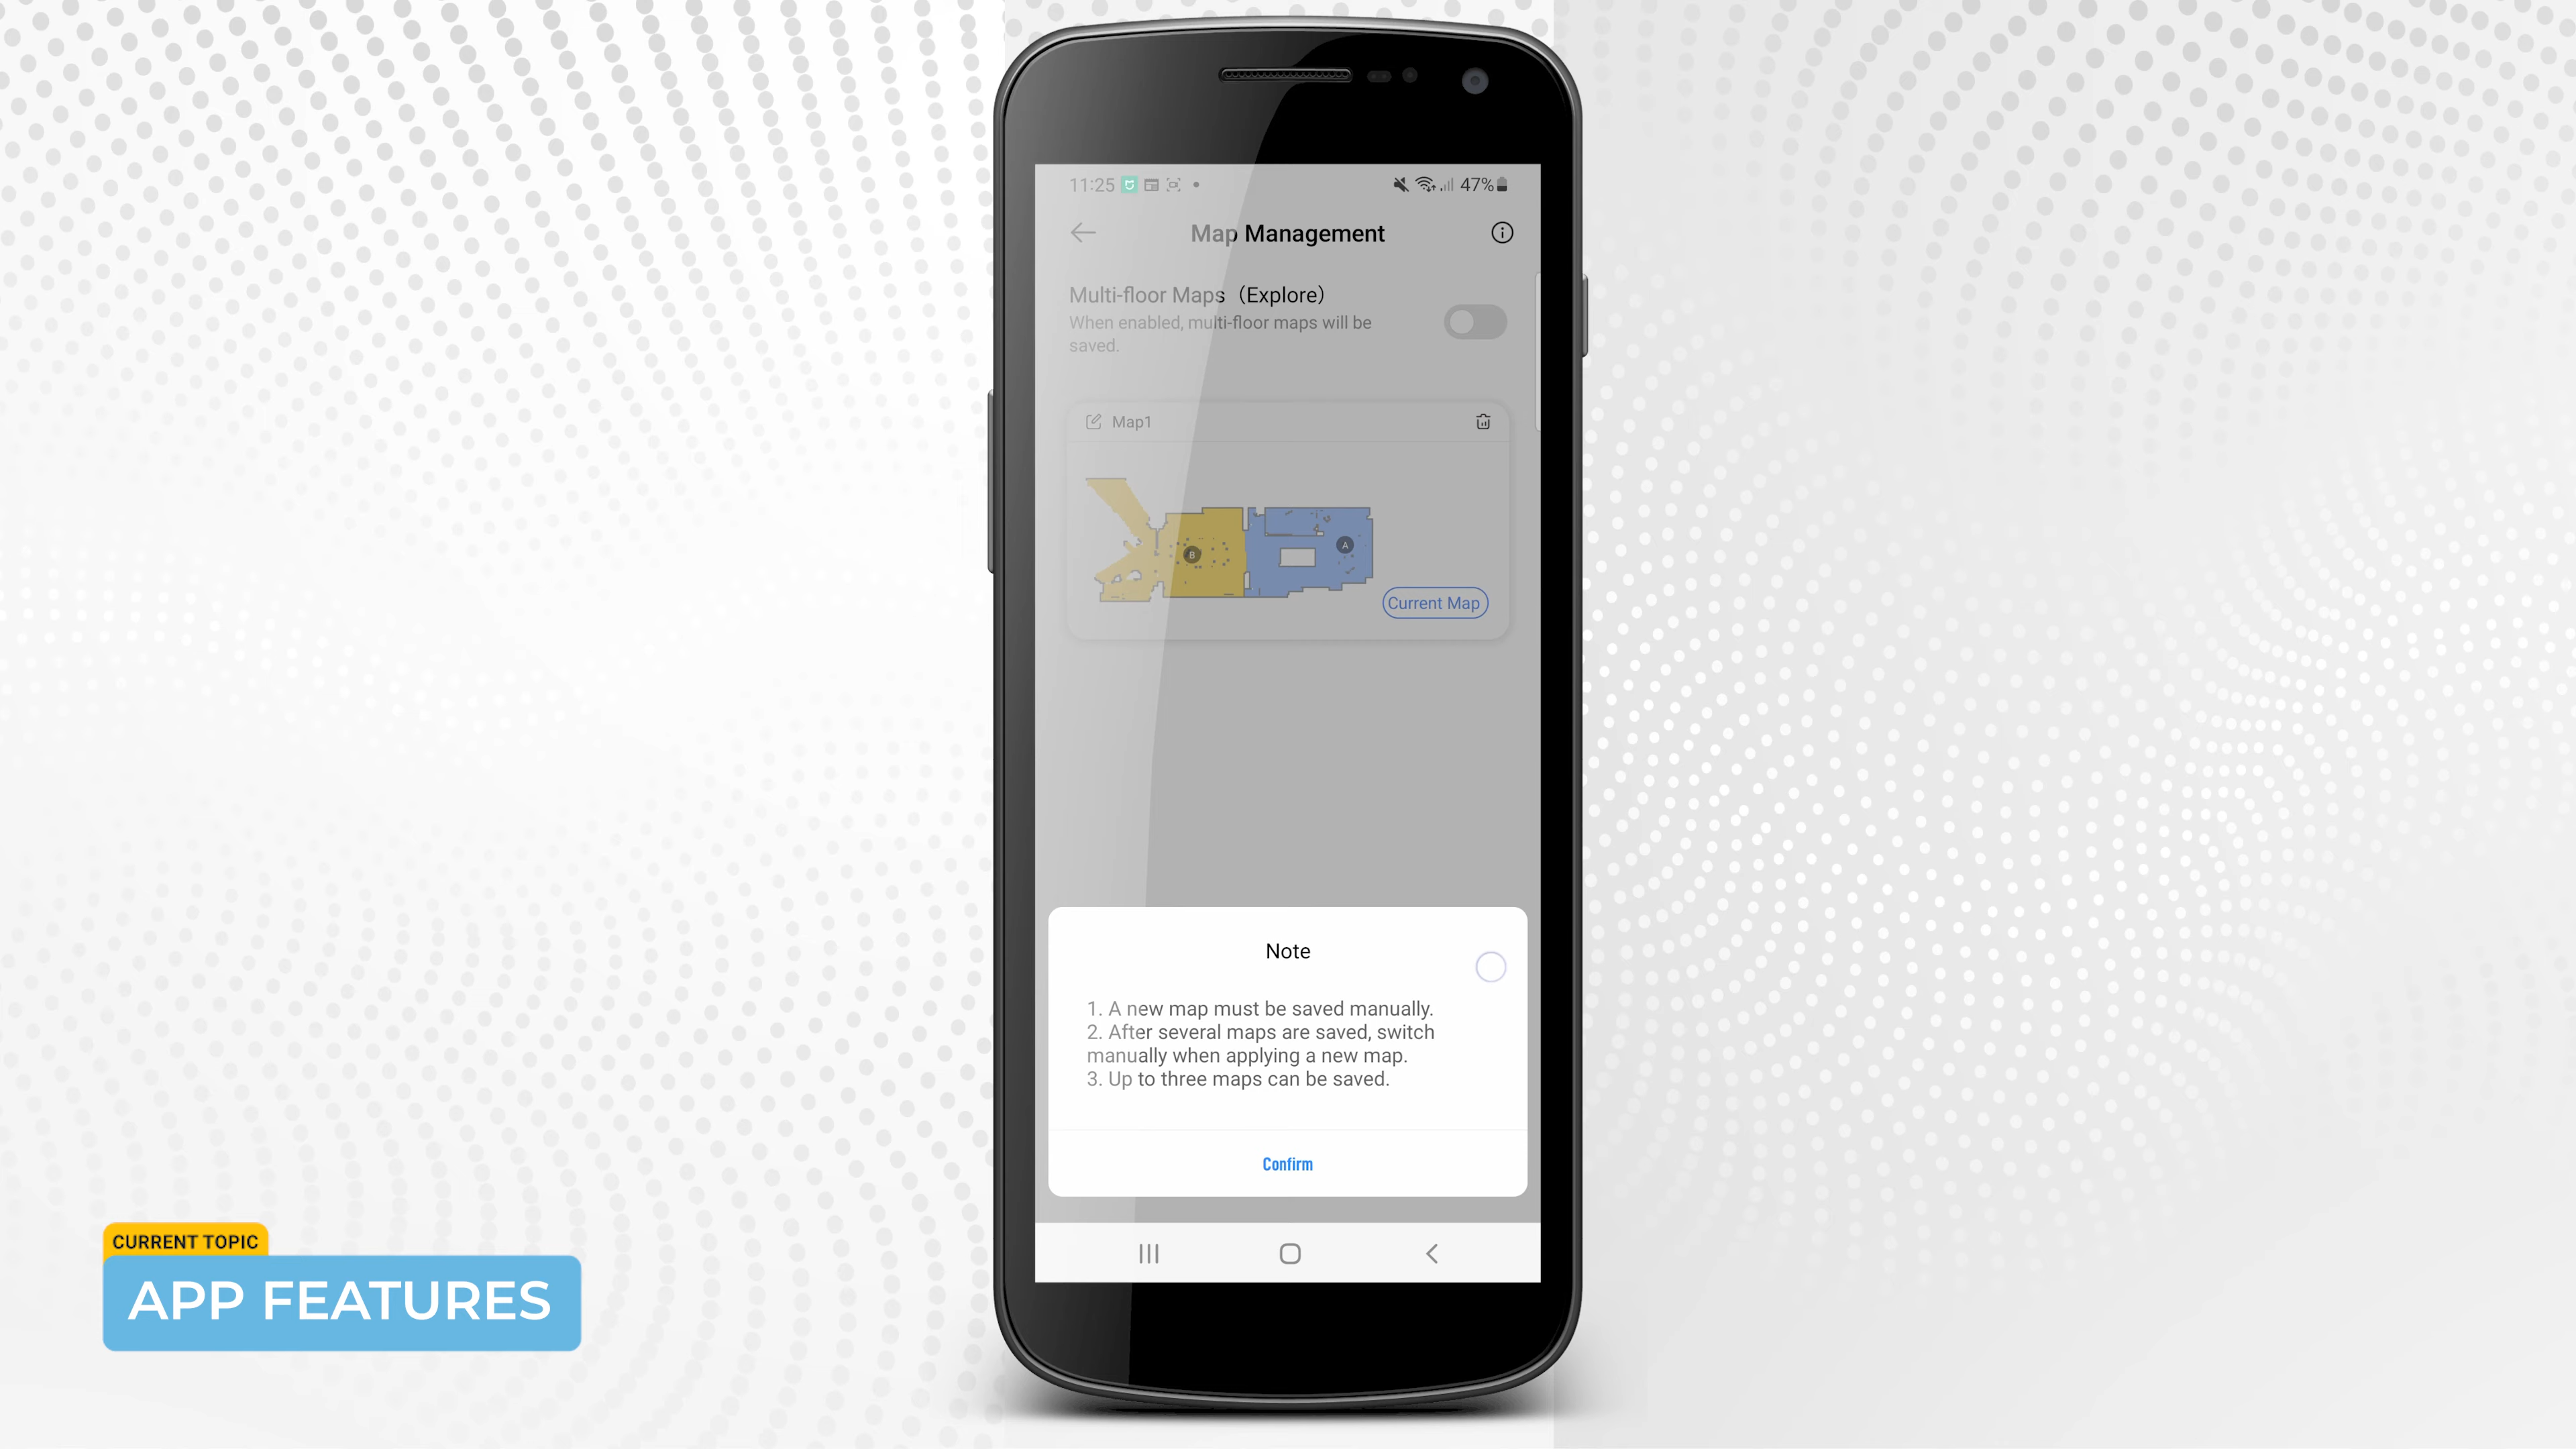 11:25
47%
Map Management
Multi-floor Maps（Explore）
When enabled, multi-floor maps will be
saved.
Map1
B
A
Current Map
Note
1. A new map must be saved manually.
2. After several maps are saved, switch
manually when applying a new map.
3. Up to three maps can be saved.
Confirm
CURRENT TOPIC
APP FEATURES